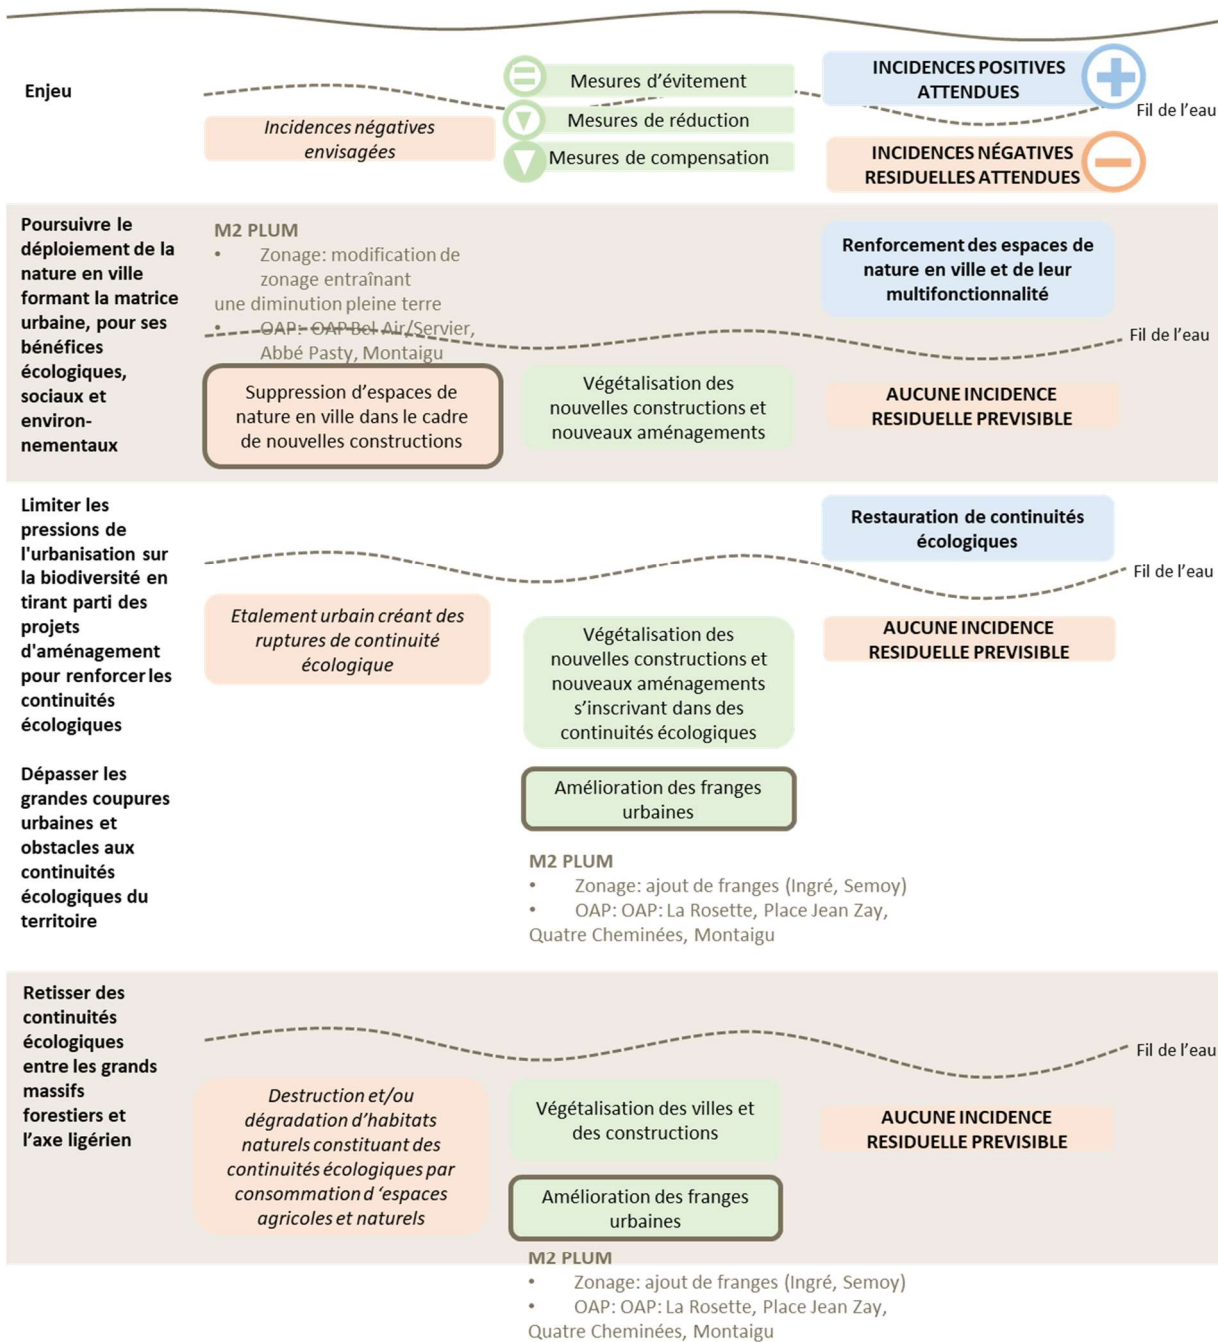 Enjeu
Incidences négatives
envisagées
Mesures d'évitement
Mesures de réduction
Mesures de compensation
INCIDENCES POSITIVES
ATTENDUES
Fil de l'eau
INCIDENCES NÉGATIVES
RESIDUELLES ATTENDUES
Poursuivre le
déploiement de la
nature en ville
formant la matrice
urbaine, pour ses
bénéfices
écologiques,
sociaux et
environ-
nementaux
M2 PLUM
• Zonage: modification de
zonage entraînant
une diminution pleine terre
• OAP: OAP Bel Air/Servier,
Abbé Pasty, Montaigu
Suppression d'espaces de
nature en ville dans le cadre
de nouvelles constructions
Végétalisation des
nouvelles constructions et
nouveaux aménagements
Renforcement des espaces de
nature en ville et de leur
multifonctionnalité
Fil de l'eau
AUCUNE INCIDENCE
RESIDUELLE PREVISIBLE
Limiter les
pressions de
l'urbanisation sur
la biodiversité en
tirant parti des
projets
d'aménagement
pour renforcer les
continuités
écologiques
Etalement urbain créant des
ruptures de continuité
écologique
Végétalisation des
nouvelles constructions et
nouveaux aménagements
s'inscrivant dans des
continuités écologiques
Restauration de continuités
écologiques
Fil de l'eau
AUCUNE INCIDENCE
RESIDUELLE PREVISIBLE
Dépasser les
grandes coupures
urbaines et
obstacles aux
continuités
écologiques du
territoire
Amélioration des franges
urbaines
M2 PLUM
• Zonage: ajout de franges (Ingré, Semoy)
• OAP: OAP: La Rosette, Place Jean Zay,
Quatre Cheminées, Montaigu
Retisser des
continuités
écologiques
entre les grands
massifs
forestiers et
l'axe ligérien
Destruction et/ou
dégradation d'habitats
naturels constituant des
continuités écologiques par
consommation d 'espaces
agricoles et naturels
Végétalisation des villes et
des constructions
Amélioration des franges
urbaines
M2 PLUM
• Zonage: ajout de franges (Ingré, Semoy)
• OAP: OAP: La Rosette, Place Jean Zay,
Quatre Cheminées, Montaigu
Fil de l'eau
AUCUNE INCIDENCE
RESIDUELLE PREVISIBLE